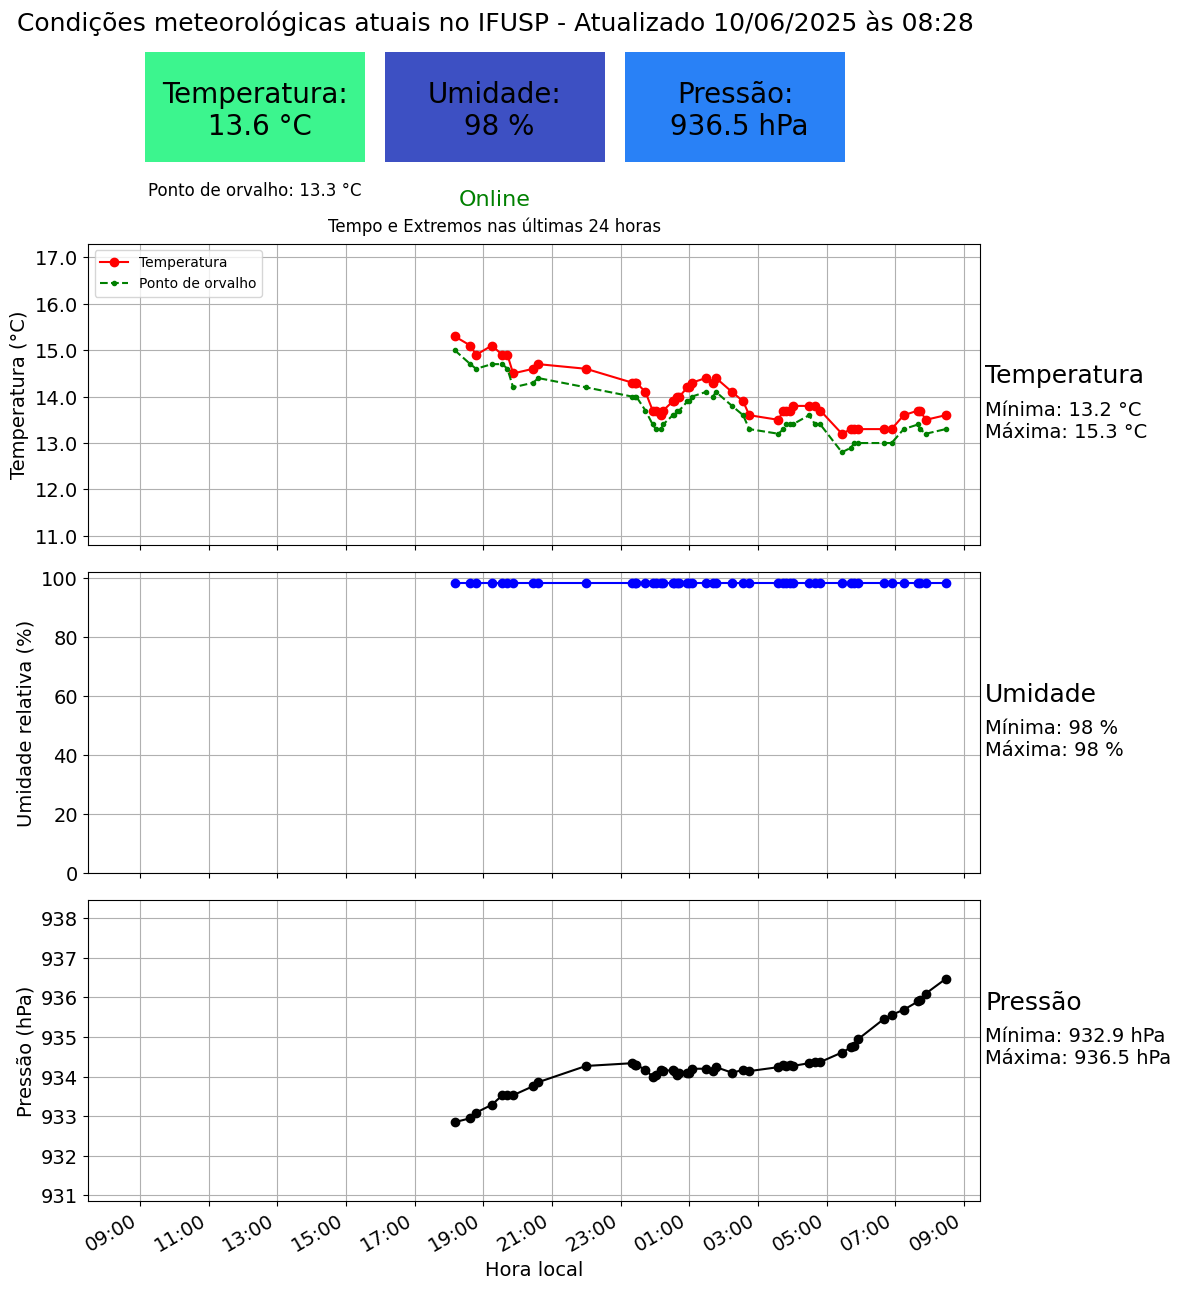 Condições meteorológicas atuais no IFUSP - Atualizado 10/06/2025 às 08:28
Temperatura:
13.6 °C
Umidade:
98 %
Pressão:
936.5 hPa
Ponto de orvalho: 13.3 °C
Online
Tempo e Extremos nas últimas 24 horas
Temperatura (°C)
17.0
16.0
15.0
14.0
13.0
12.0
11.0
Temperatura
Ponto de orvalho
Temperatura
Mínima: 13.2 °C
Máxima: 15.3 °C
Umidade relativa (%)
100
80
60
40
20
0
Umidade
Mínima: 98 %
Máxima: 98 %
Pressão (hPa)
938
937
936
935
934
933
932
931
Pressão
Mínima: 932.9 hPa
Máxima: 936.5 hPa
09:00 11:00 13:00 15:00 17:00 19:00 21:00 23:00 01:00 03:00 05:00 07:00 09:00
Hora local